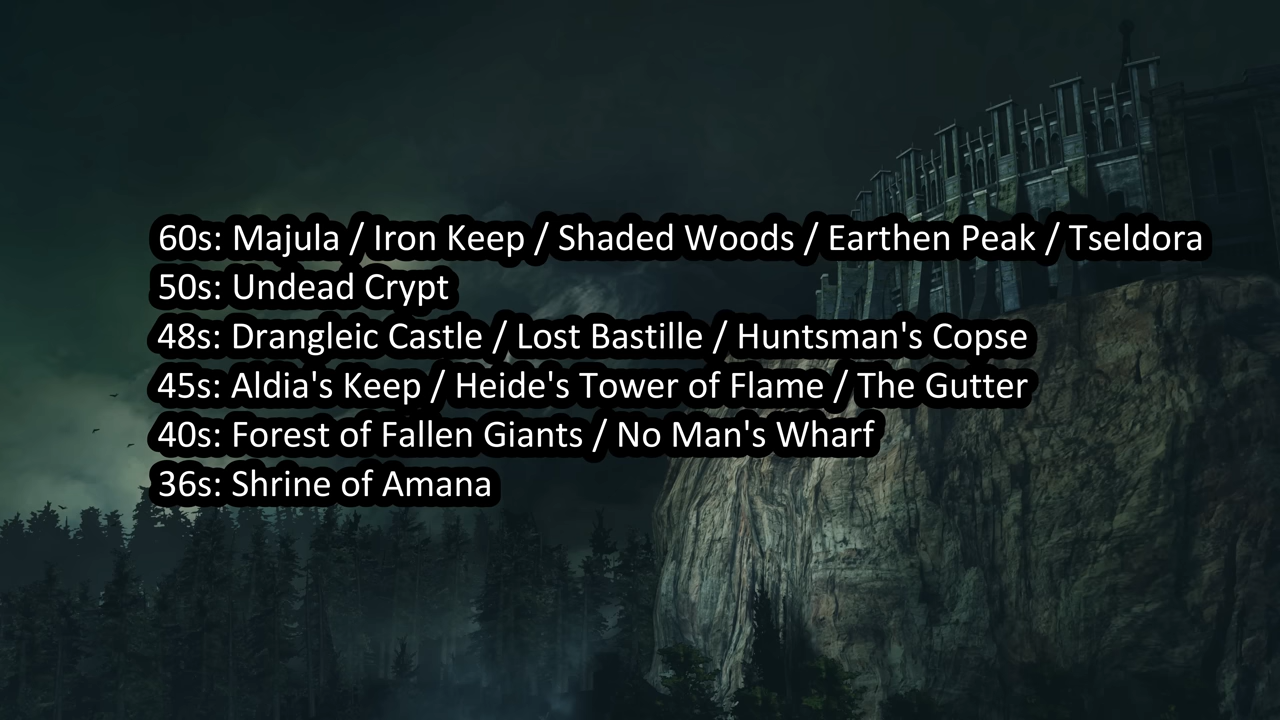 60s: Majula / Iron Keep / Shaded Woods / Earthen Peak / Tseldora
50s: Undead Crypt
48s: Drangleic Castle / Lost Bastille / Huntsman's Copse
45s: Aldia's Keep / Heide's Tower of Flame / The Gutter
40s: Forest of Fallen Giants / No Man's Wharf
36s: Shrine of Amana